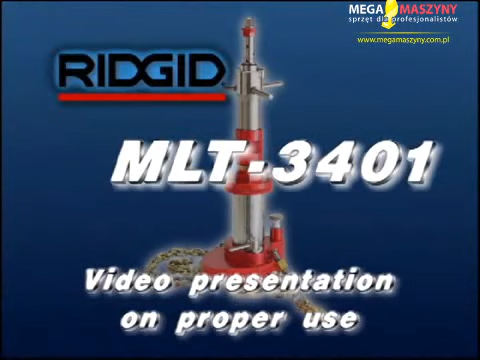 MEGA MASZYNY
sprzęt dla profesjonalistów
www.megamaszyny.com.pl
RIDGID
MLT-3401
Video presentation
on proper use